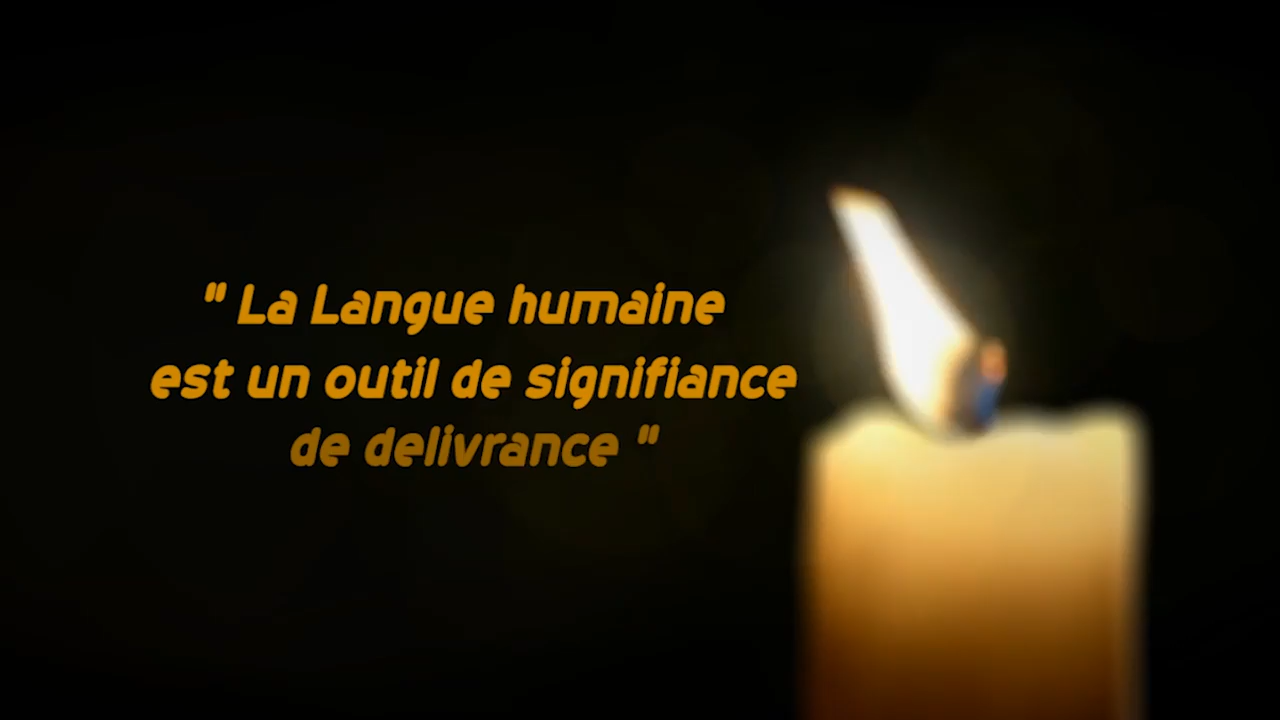 " La Langue humaine
est un outil de signifiance
de delivrance "